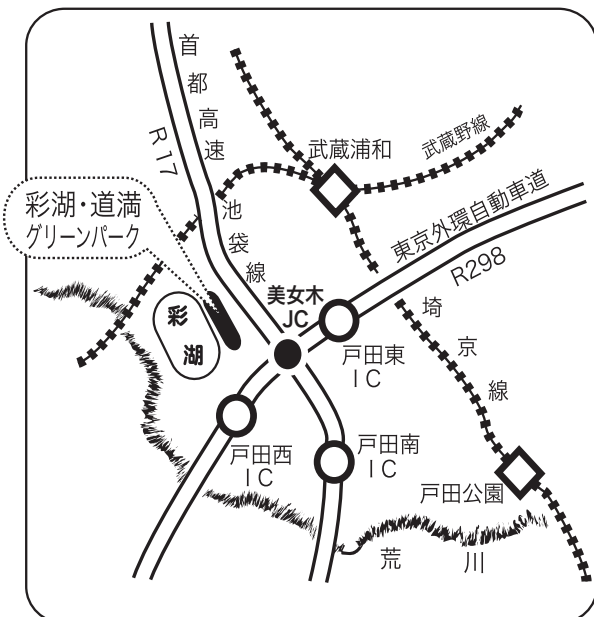 首都高速
池袋線
R17
武蔵浦和
武蔵野線
彩湖・道満
グリーンパーク
東京外環自動車道
R298
美女木
JC
彩湖
戸田東
IC
埼京線
戸田西
IC
戸田南
IC
戸田公園
荒川